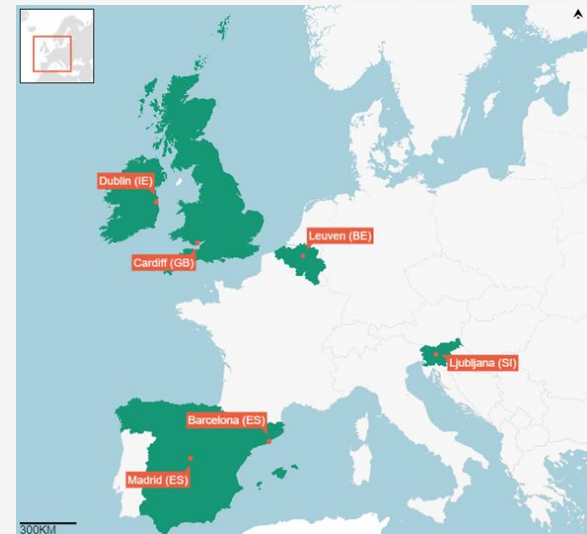 Dublin (IE)
Leuven (BE)
Cardiff (GB)
Ljubljana (SI)
Barcelona (ES)
Madrid (ES)
300KM